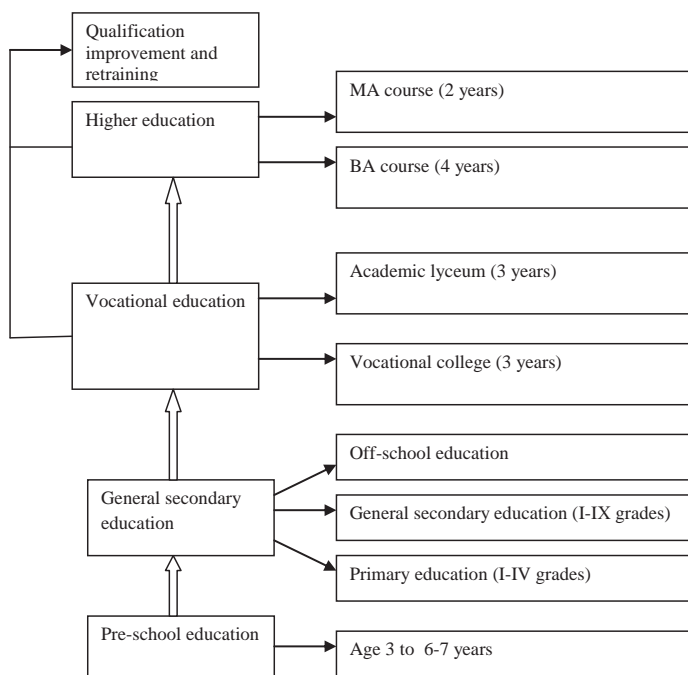 Qualification
improvement and
retraining
MA course (2 years)
Higher education
BA course (4 years)
Academic lyceum (3 years)
Vocational education
Vocational college (3 years)
Off-school education
General secondary
education
General secondary education (I-IX grades)
Primary education (I-IV grades)
Pre-school education
Age 3 to  6-7 years